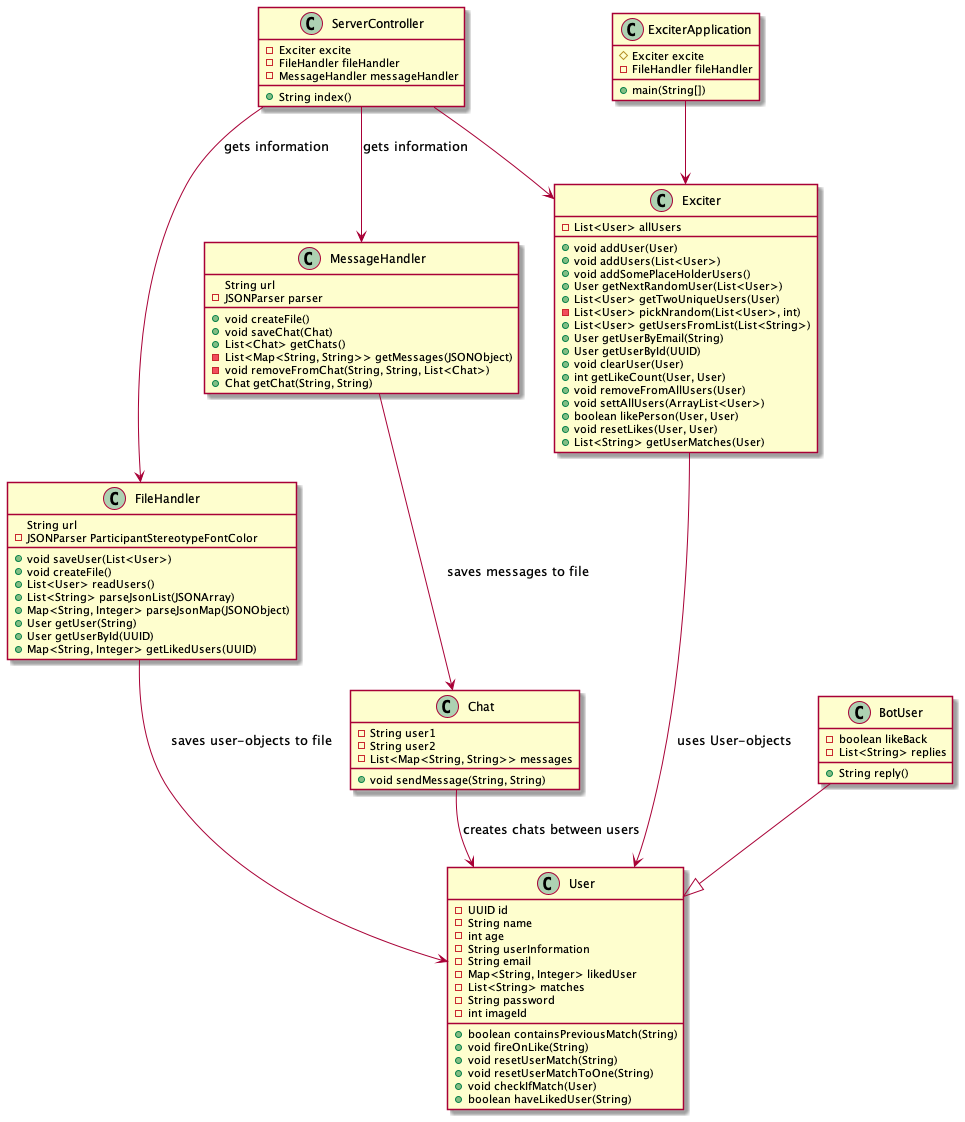 C ServerController
Exciter excite
FileHandler fileHandler
MessageHandler messageHandler
String index()
C ExciterApplication
Exciter excite
FileHandler fileHandler
main(String[])
gets information
gets information
C Exciter
List<User> allUsers
void addUser(User)
void addUsers(List<User>)
void addSomePlaceHolderUsers()
User getNextRandomUser(List<User>)
List<User> getTwoUniqueUsers(User)
List<User> pickNrandom(List<User>, int)
List<User> getUsersFromList(List<String>)
User getUserByEmail(String)
User getUserById(UUID)
void clearUser(User)
int getLikeCount(User, User)
void removeFromAllUsers(User)
void settAllUsers(ArrayList<User>)
boolean likePerson(User, User)
void resetLikes(User, User)
List<String> getUserMatches(User)
C MessageHandler
String url
JSONParser parser
void createFile()
void saveChat(Chat)
List<Chat> getChats()
List<Map<String, String>> getMessages(JSONObject)
void removeFromChat(String, String, List<Chat>)
Chat getChat(String, String)
C FileHandler
String url
JSONParser ParticipantStereotypeFontColor
void saveUser(List<User>)
void createFile()
List<User> readUsers()
List<String> parseJsonList(JSONArray)
Map<String, Integer> parseJsonMap(JSONObject)
User getUser(String)
User getUserById(UUID)
Map<String, Integer> getLikedUsers(UUID)
saves messages to file
C Chat
String user1
String user2
List<Map<String, String>> messages
void sendMessage(String, String)
C BotUser
boolean likeBack
List<String> replies
String reply()
saves user-objects to file
uses User-objects
creates chats between users
C User
UUID id
String name
int age
String userInformation
String email
Map<String, Integer> likedUser
List<String> matches
String password
int imageId
boolean containsPreviousMatch(String)
void fireOnLike(String)
void resetUserMatch(String)
void resetUserMatchToOne(String)
void checkIfMatch(User)
boolean haveLikedUser(String)